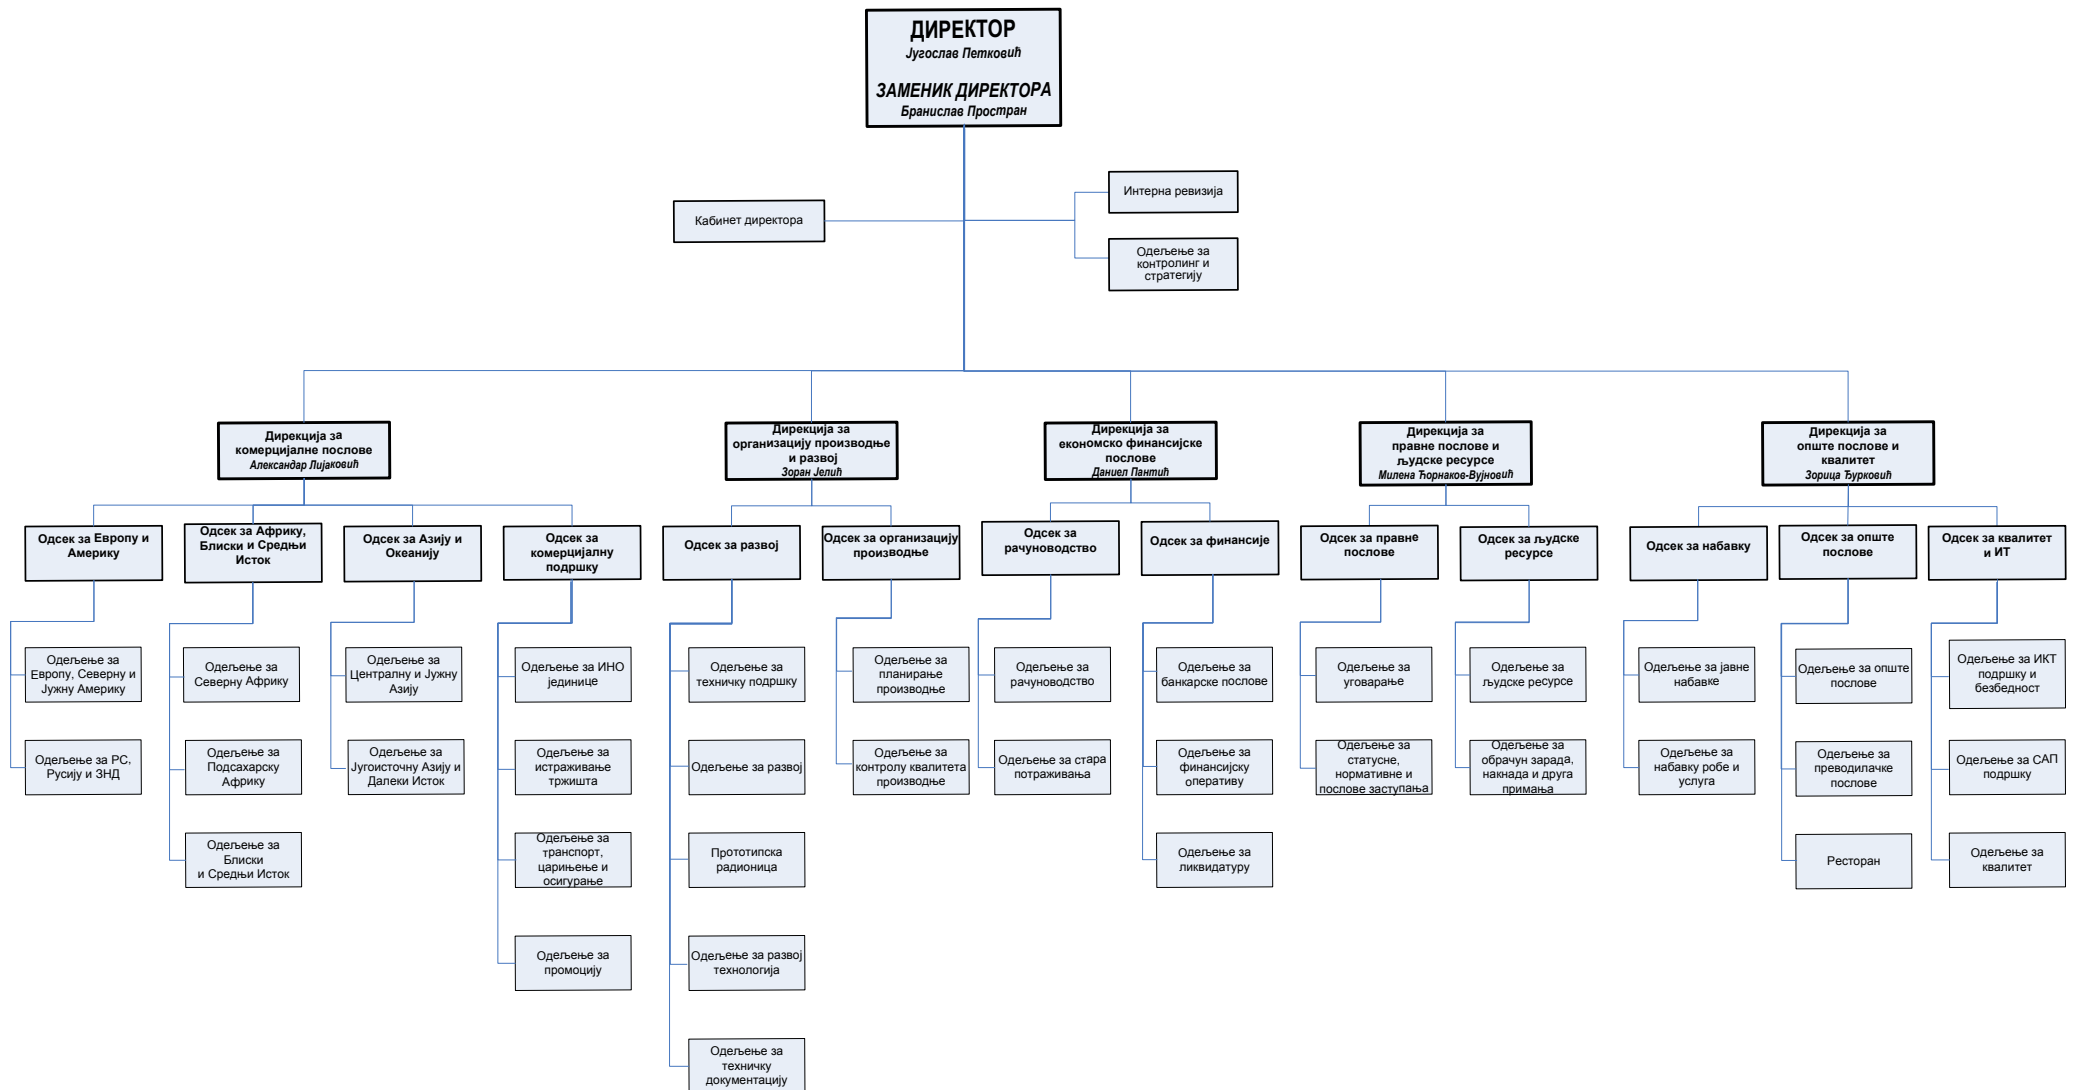 ДИРЕКТОР
Југослав Петковић
ЗАМЕНИК ДИРЕКТОРА
Бранислав Простран
Кабинет директора
Интерна ревизија
Одељење за
контролинг и
стратегију
Дирекција за
комерцијалне послове
Александар Лијаковић
Дирекција за
организацију производње
и развој
Зоран Јелић
Дирекција за
економско финансијске
послове
Даниел Пантић
Дирекција за
правне послове и
људске ресурсе
Милена Ћорнаков-Вујновић
Дирекција за
опште послове и
квалитет
Зорица Ђурковић
Одсек за Европу и
Америку
Одсек за Африку,
Блиски и Средњи
Исток
Одсек за Азију и
Океанију
Одсек за
комерцијалну
подршку
Одсек за развој
Одсек за организацију
производње
Одсек за
рачуноводство
Одсек за финансије
Одсек за правне
послове
Одсек за људске
ресурсе
Одсек за набавку
Одсек за опште
послове
Одсек за квалитет
и ИТ
Одељење за
Европу, Северну и
Јужну Америку
Одељење за
Северну Африку
Одељење за
Централну и Јужну
Азију
Одељење за ИНО
јединице
Одељење за
техничку подршку
Одељење за
планирање
производње
Одељење за
рачуноводство
Одељење за
банкарске послове
Одељење за
уговарање
Одељење за
људске ресурсе
Одељење за јавне
набавке
Одељење за опште
послове
Одељење за ИКТ
подршку и
безбедност
Одељење за РС,
Русију и ЗНД
Одељење за
Подсахарску
Африку
Одељење за
Југоисточну Азију и
Далеки Исток
Одељење за
истраживање
тржишта
Одељење за развој
Одељење за
контролу квалитета
производње
Одељење за стара
потраживања
Одељење за
финансијску
оперативу
Одељење за
статусне,
нормативне и
послове заступања
Одељење за
обрачун зарада,
накнада и друга
примања
Одељење за
набавку робе и
услуга
Одељење за
преводилачке
послове
Одељење за САП
подршку
Одељење за
Блиски
и Средњи Исток
Одељење за
транспорт,
царињење и
осигурање
Прототипска
радионица
Одељење за
ликвидатуру
Ресторан
Одељење за
квалитет
Одељење за
промоцију
Одељење за развој
технологија
Одељење за
техничку
документацију